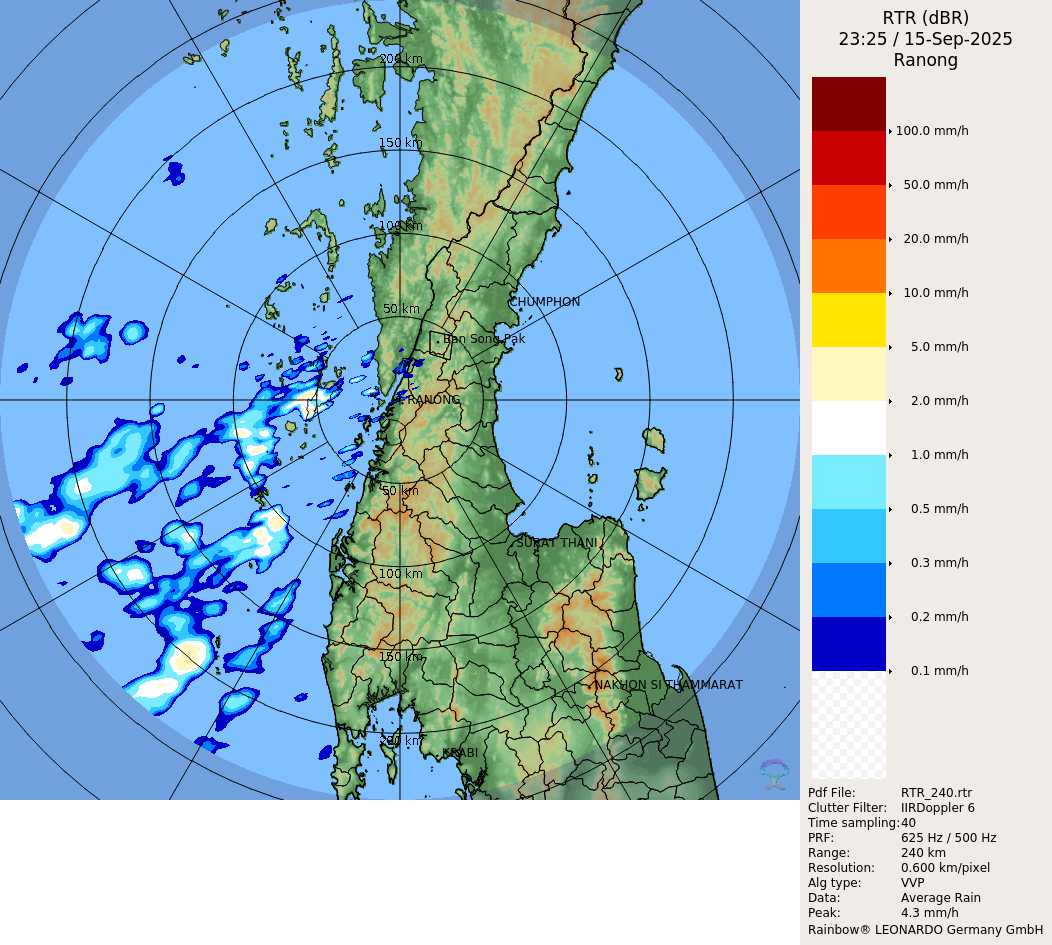 RTR (dBR)
23:25 / 15-Sep-2025
Ranong
200 km
150 km
100 km
50 km
CHUMPHON
Ban Song Pak
RANONG
50 km
SURAT THANI
100 km
150 km
NAKHON SI THAMMARAT
200 km
KRABI
100.0 mm/h
50.0 mm/h
20.0 mm/h
10.0 mm/h
5.0 mm/h
2.0 mm/h
1.0 mm/h
0.5 mm/h
0.3 mm/h
0.2 mm/h
0.1 mm/h
Pdf File: RTR_240.rtr
Clutter Filter: IIRDoppler 6
Time sampling:40
PRF: 625 Hz / 500 Hz
Range: 240 km
Resolution: 0.600 km/pixel
Alg type: VVP
Data: Average Rain
Peak: 4.3 mm/h
Rainbow® LEONARDO Germany GmbH